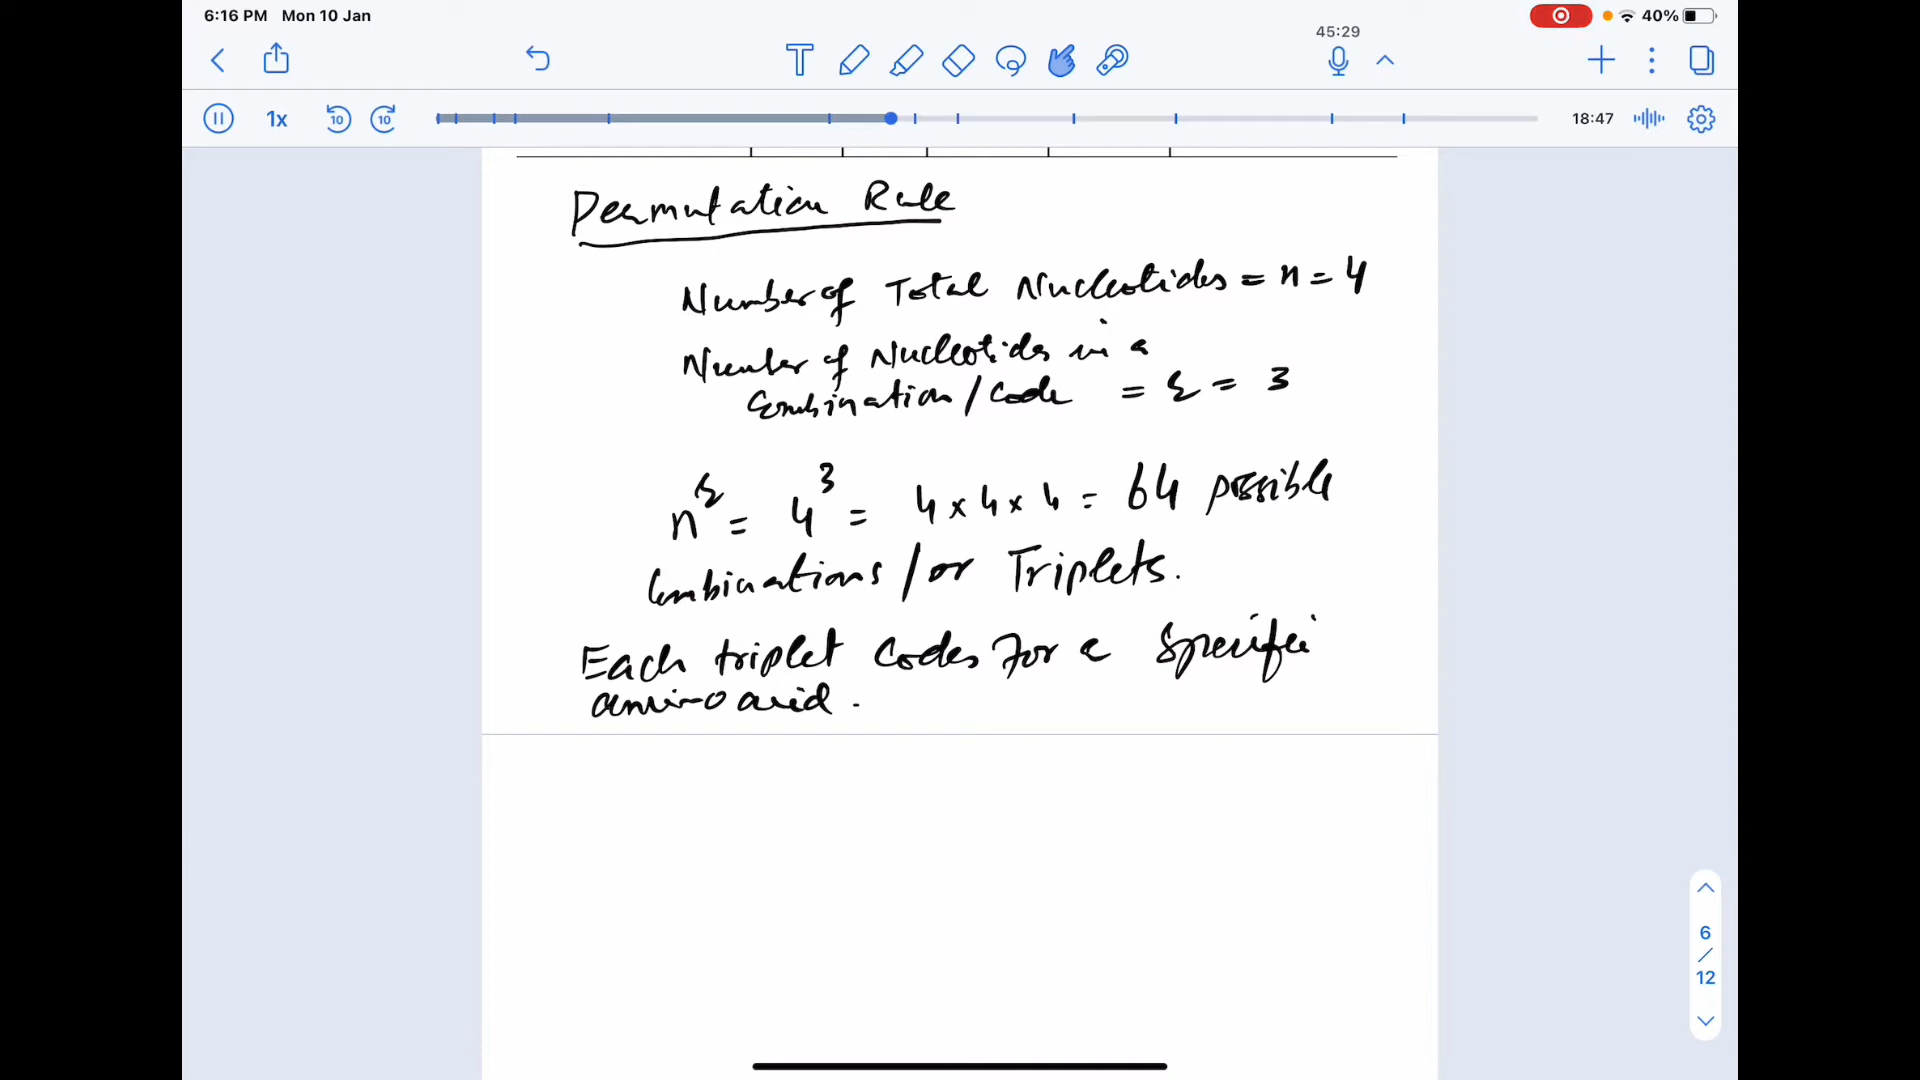 6:16 PM Mon 10 Jan
40%
45:29
T
1x
10
10
18:47
Permutation Rule
Number of Total Nucleotides = n = 4
Number of Nucleotides in a
Combination/Code = r = 3
n^r = 4^3 = 4 x 4 x 4 = 64 possible
Combinations / or Triplets.
Each triplet Codes for a Specific
amino acid.
6
/
12